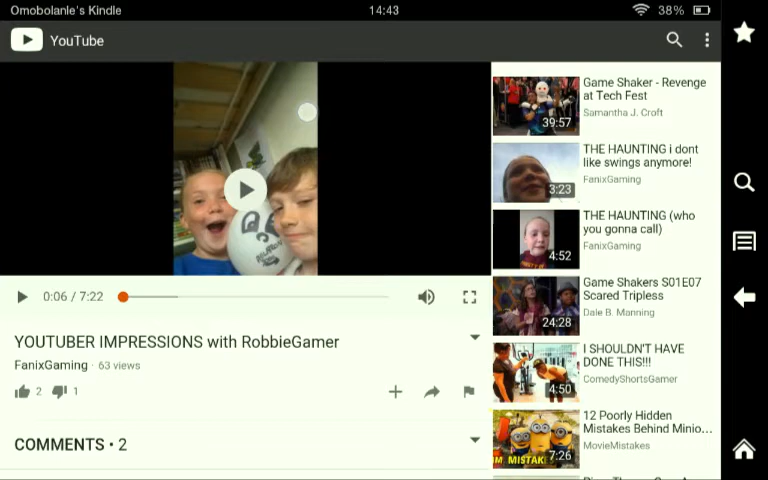 Omobolanle's Kindle
14:43
38%
YouTube
Game Shaker - Revenge
at Tech Fest
Samantha J. Croft
39:57
THE HAUNTING i dont
like swings anymore!
FanixGaming
3:23
THE HAUNTING (who
you gonna call)
FanixGaming
4:52
Game Shakers S01E07
Scared Tripless
Dale B. Manning
24:28
I SHOULDN'T HAVE
DONE THIS!!!
ComedyShortsGamer
4:50
12 Poorly Hidden
Mistakes Behind Minio...
MovieMistakes
7:26
MISTAK
0:06 / 7:22
YOUTUBER IMPRESSIONS with RobbieGamer
FanixGaming · 63 views
2
1
COMMENTS • 2